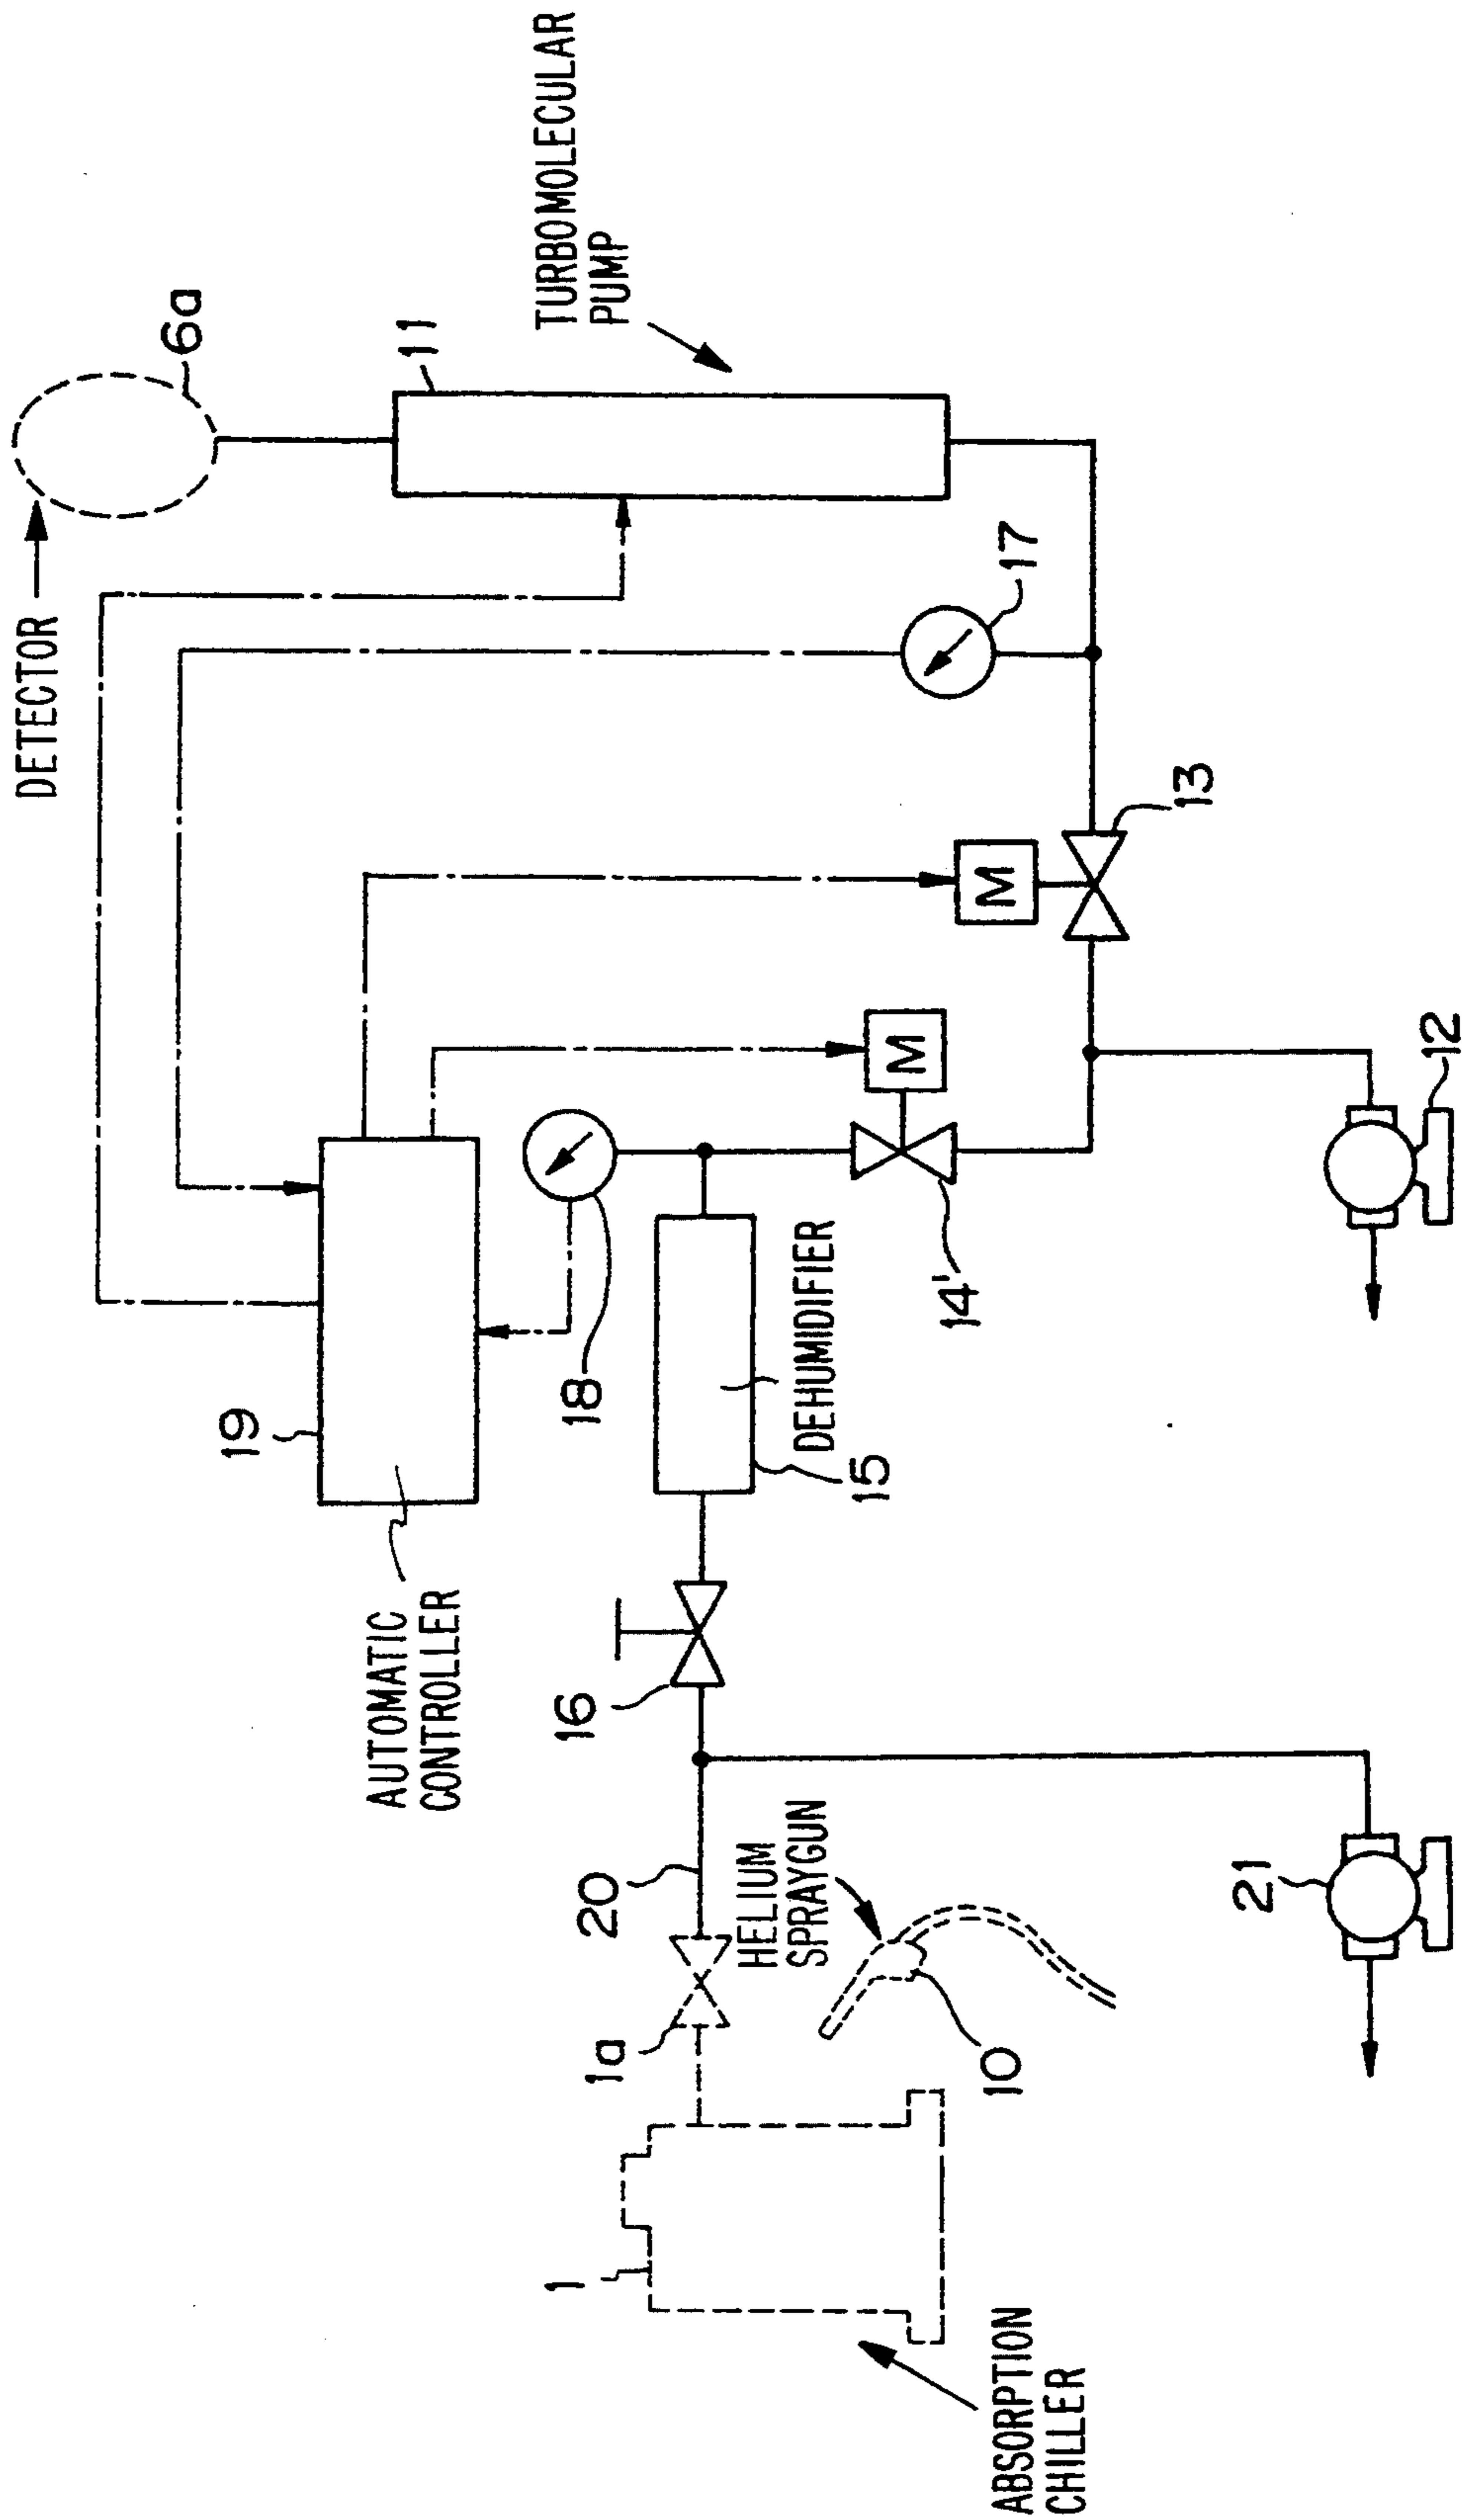 DETECTOR
6a
11
TURBOMOLECULAR
PUMP
19
AUTOMATIC
CONTROLLER
17
18
M
M
13
14'
DEHUMIDIFIER
15
16
12
20
1a
HELIUM
SPRAYGUN
10
21
1
ABSORPTION
CHILLER